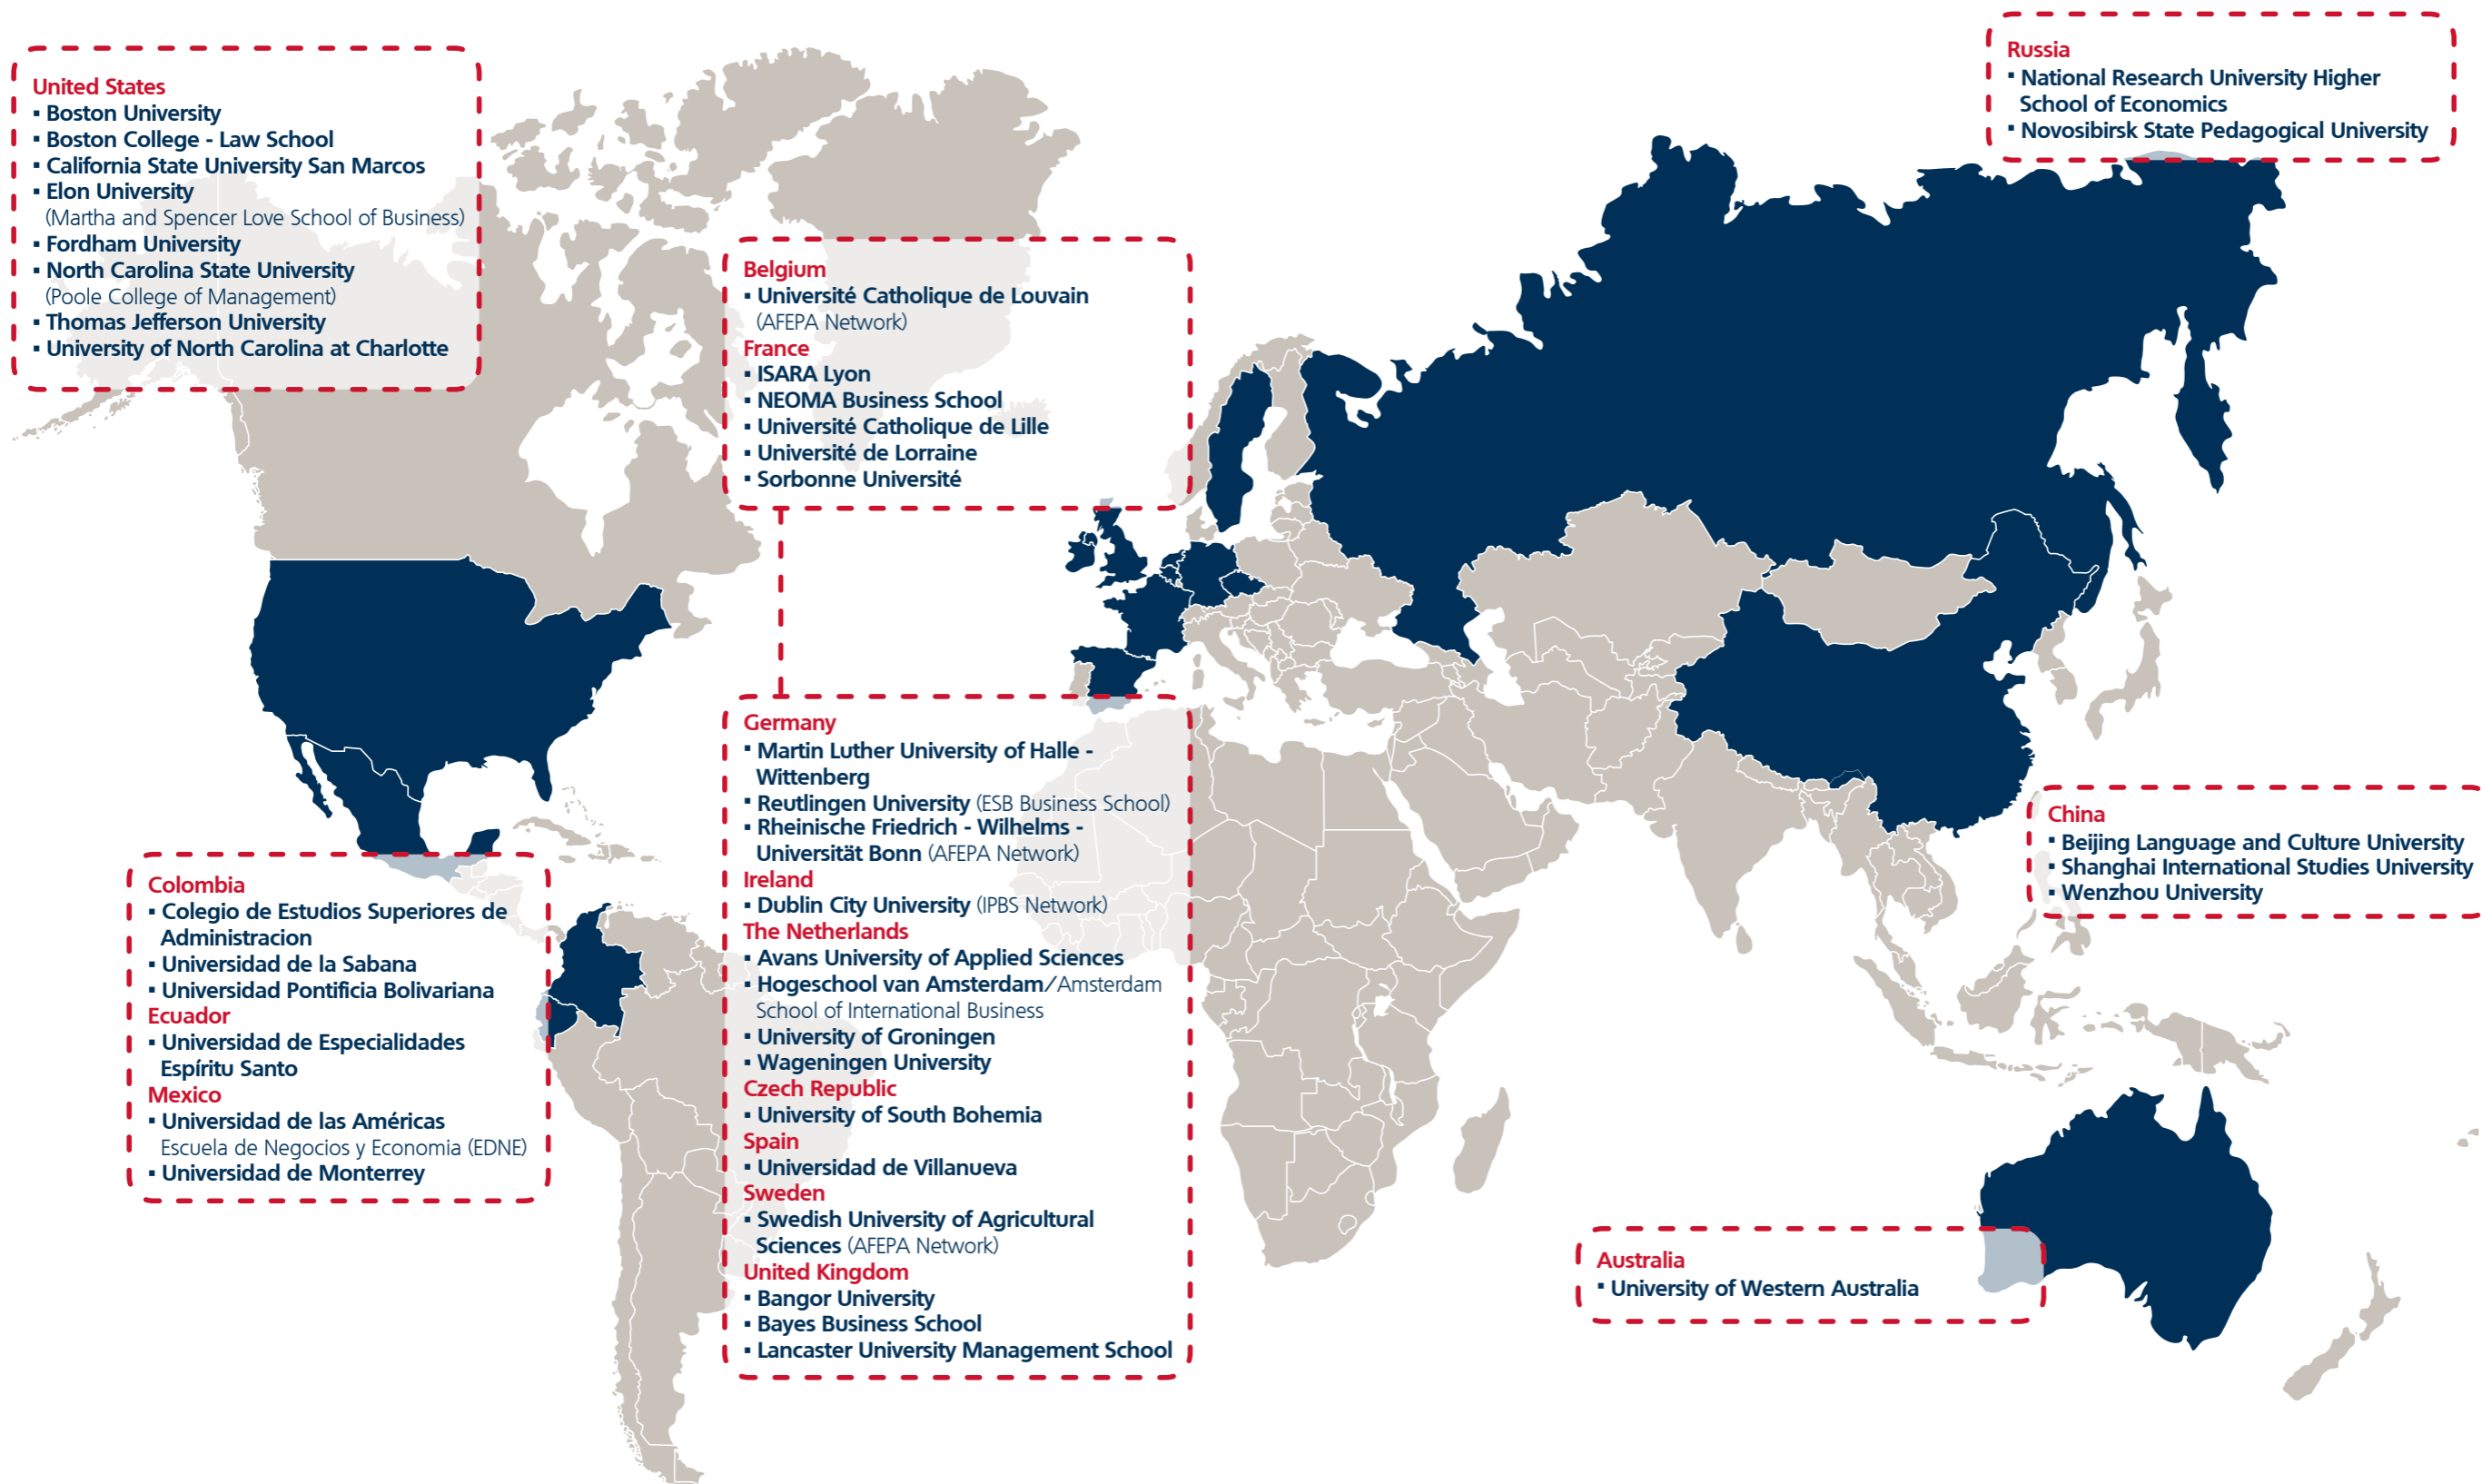 United States
▪ Boston University
▪ Boston College - Law School
▪ California State University San Marcos
▪ Elon University
(Martha and Spencer Love School of Business)
▪ Fordham University
▪ North Carolina State University
(Poole College of Management)
▪ Thomas Jefferson University
▪ University of North Carolina at Charlotte
Russia
▪ National Research University Higher
School of Economics
▪ Novosibirsk State Pedagogical University
Belgium
▪ Université Catholique de Louvain
(AFEPA Network)
France
▪ ISARA Lyon
▪ NEOMA Business School
▪ Université Catholique de Lille
▪ Université de Lorraine
▪ Sorbonne Université
Germany
▪ Martin Luther University of Halle -
Wittenberg
▪ Reutlingen University (ESB Business School)
▪ Rheinische Friedrich - Wilhelms -
Universität Bonn (AFEPA Network)
Ireland
▪ Dublin City University (IPBS Network)
The Netherlands
▪ Avans University of Applied Sciences
▪ Hogeschool van Amsterdam/Amsterdam
School of International Business
▪ University of Groningen
▪ Wageningen University
Czech Republic
▪ University of South Bohemia
Spain
▪ Universidad de Villanueva
Sweden
▪ Swedish University of Agricultural
Sciences (AFEPA Network)
United Kingdom
▪ Bangor University
▪ Bayes Business School
▪ Lancaster University Management School
China
▪ Beijing Language and Culture University
▪ Shanghai International Studies University
▪ Wenzhou University
Colombia
▪ Colegio de Estudios Superiores de
Administracion
▪ Universidad de la Sabana
▪ Universidad Pontificia Bolivariana
Ecuador
▪ Universidad de Especialidades
Espíritu Santo
Mexico
▪ Universidad de las Américas
Escuela de Negocios y Economia (EDNE)
▪ Universidad de Monterrey
Australia
▪ University of Western Australia